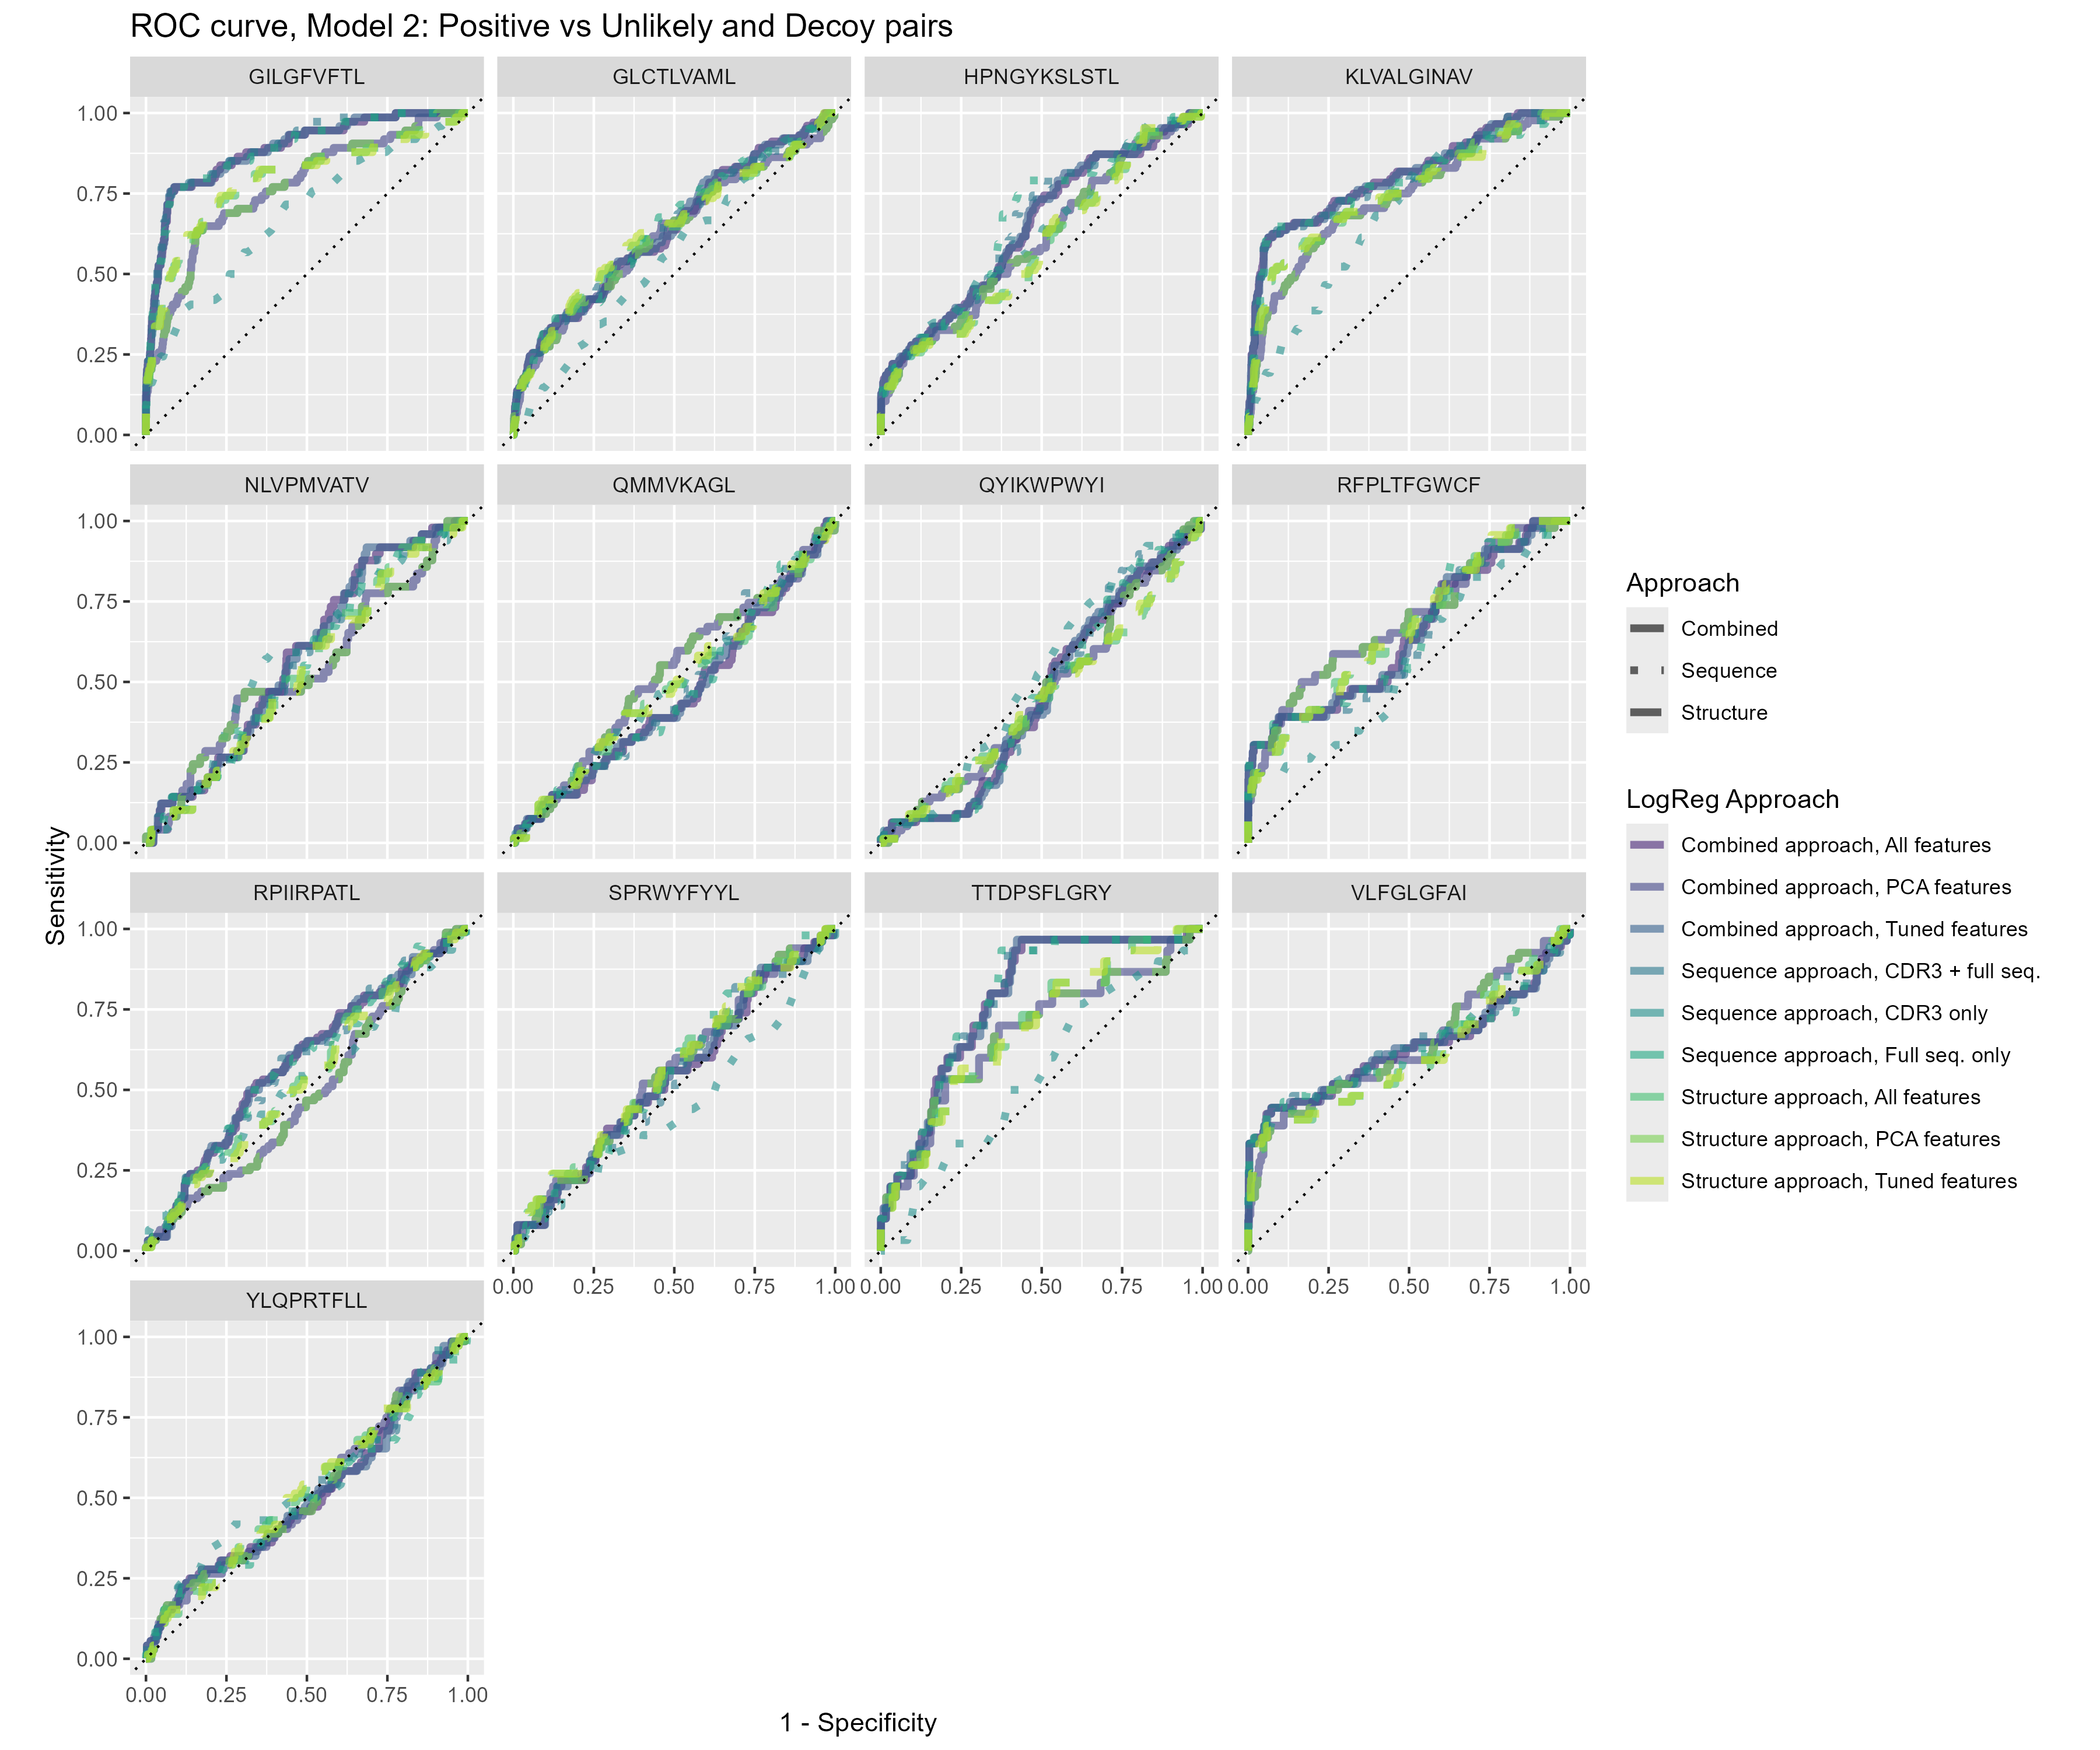 ROC curve, Model 2: Positive vs Unlikely and Decoy pairs
GILGFVFTL
GLCTLVAML
HPNGYKSLSTL
KLVALGINAV
1.00
0.75
0.50
0.25
0.00
NLVPMVATV
QMMVKAGL
QYIKWPWYI
RFPLTFGWCF
1.00
0.75
0.50
0.25
0.00
RPIIRPATL
SPRWYFYYL
TTDPSFLGRY
VLFGLGFAI
1.00
0.75
0.50
0.25
0.00
0.00 0.25 0.50 0.75 1.00
0.00 0.25 0.50 0.75 1.00
0.00 0.25 0.50 0.75 1.00
YLQPRTFLL
1.00
0.75
0.50
0.25
0.00
0.00 0.25 0.50 0.75 1.00
Sensitivity
1 - Specificity
Approach
Combined
Sequence
Structure
LogReg Approach
Combined approach, All features
Combined approach, PCA features
Combined approach, Tuned features
Sequence approach, CDR3 + full seq.
Sequence approach, CDR3 only
Sequence approach, Full seq. only
Structure approach, All features
Structure approach, PCA features
Structure approach, Tuned features